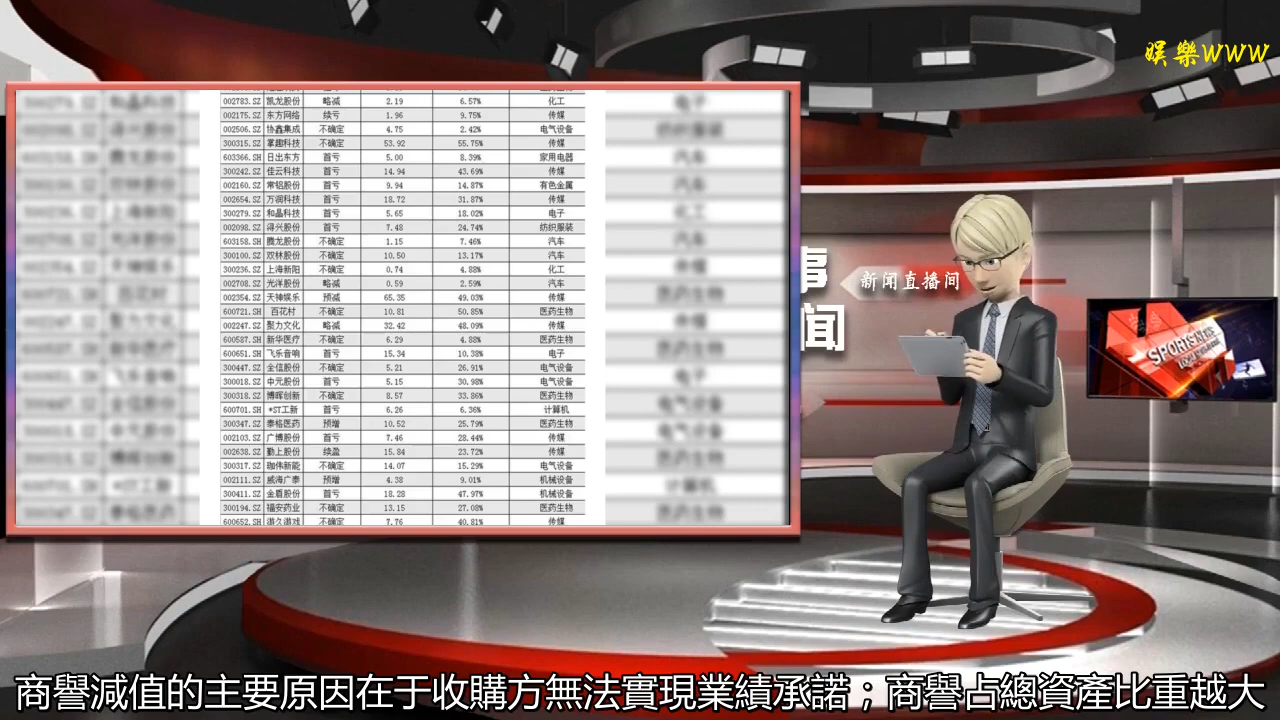 娱樂WWW
002783.SZ 凯龙股份 略减 2.19 6.57% 化工
002175.SZ 东方网络 续亏 1.96 9.75% 传媒
002506.SZ 协鑫集成 不确定 4.75 2.42% 电气设备
300315.SZ 掌趣科技 不确定 53.92 55.75% 传媒
603366.SH 日出东方 首亏 5.00 8.39% 家用电器
300242.SZ 佳云科技 首亏 14.94 43.69% 传媒
002160.SZ 常铝股份 首亏 9.94 14.87% 有色金属
002654.SZ 万润科技 首亏 18.72 31.87% 传媒
300279.SZ 和晶科技 首亏 5.65 18.02% 电子
002098.SZ 浔兴股份 首亏 7.48 24.74% 纺织服装
603158.SH 腾龙股份 不确定 1.15 7.46% 汽车
300100.SZ 双林股份 不确定 10.50 13.17% 汽车
300236.SZ 上海新阳 不确定 0.74 4.88% 化工
002708.SZ 光洋股份 略减 0.59 2.59% 汽车
002354.SZ 天神娱乐 预减 65.35 49.03% 传媒
600721.SH 百花村 不确定 10.81 50.85% 医药生物
002247.SZ 聚力文化 略减 32.42 48.09% 传媒
600587.SH 新华医疗 不确定 6.29 4.88% 医药生物
600651.SH 飞乐音响 首亏 15.34 10.38% 电子
300447.SZ 全信股份 不确定 5.21 26.91% 电气设备
300018.SZ 中元股份 首亏 5.15 30.98% 电气设备
300318.SZ 博晖创新 不确定 8.57 33.86% 医药生物
600701.SH *ST工新 首亏 6.26 6.36% 计算机
300347.SZ 泰格医药 预增 10.52 25.79% 医药生物
002103.SZ 广博股份 首亏 7.46 28.44% 传媒
002638.SZ 勤上股份 续盈 15.84 23.72% 传媒
300317.SZ 珈伟新能 不确定 14.07 15.29% 电气设备
002111.SZ 威海广泰 预增 4.38 9.01% 机械设备
300411.SZ 金盾股份 首亏 18.28 47.97% 机械设备
300194.SZ 福安药业 不确定 13.15 27.08% 医药生物
600652.SH 游久游戏 不确定 7.76 40.81% 传媒
事
闻
新闻直播间
SPORTS
商譽減值的主要原因在于收購方無法實現業績承諾；商譽占總資產比重越大